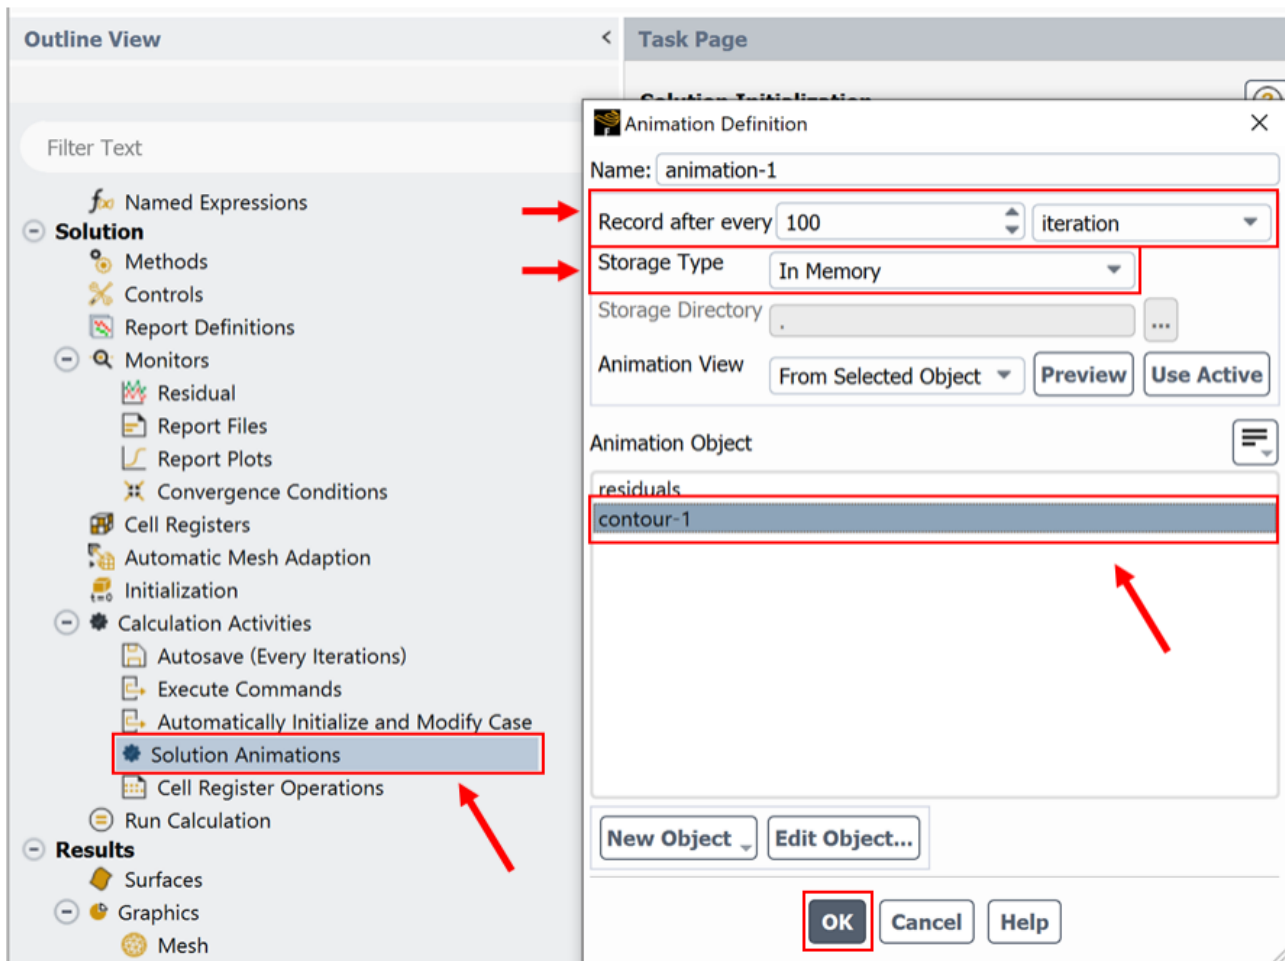 Outline View
<
Task Page
Solution Initialization
Filter Text
Named Expressions
Solution
Methods
Controls
Report Definitions
Monitors
Residual
Report Files
Report Plots
Convergence Conditions
Cell Registers
Automatic Mesh Adaption
t=0 Initialization
Calculation Activities
Autosave (Every Iterations)
Execute Commands
Automatically Initialize and Modify Case
Solution Animations
Cell Register Operations
Run Calculation
Results
Surfaces
Graphics
Mesh
Animation Definition
Name: animation-1
Record after every 100 iteration
Storage Type In Memory
Storage Directory . ...
Animation View From Selected Object Preview Use Active
Animation Object
residuals
contour-1
New Object Edit Object...
OK Cancel Help